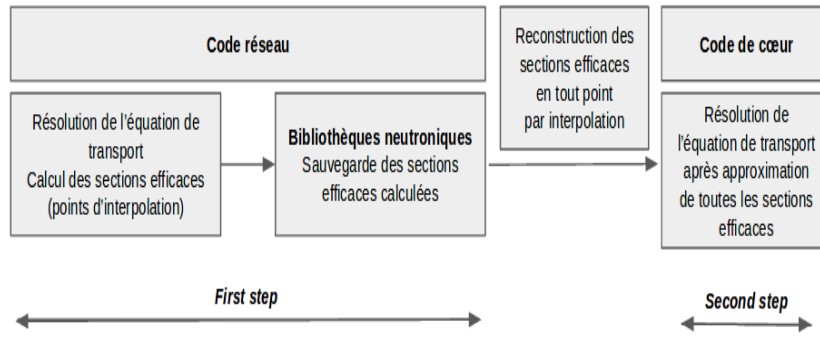 Code réseau
Reconstruction des
sections efficaces
en tout point
par interpolation
Code de cœur
Résolution de l'équation de
transport
Calcul des sections efficaces
(points d'interpolation)
Bibliothèques neutroniques
Sauvegarde des sections
efficaces calculées
Résolution de
l'équation de transport
après approximation
de toutes les sections
efficaces
First step
Second step